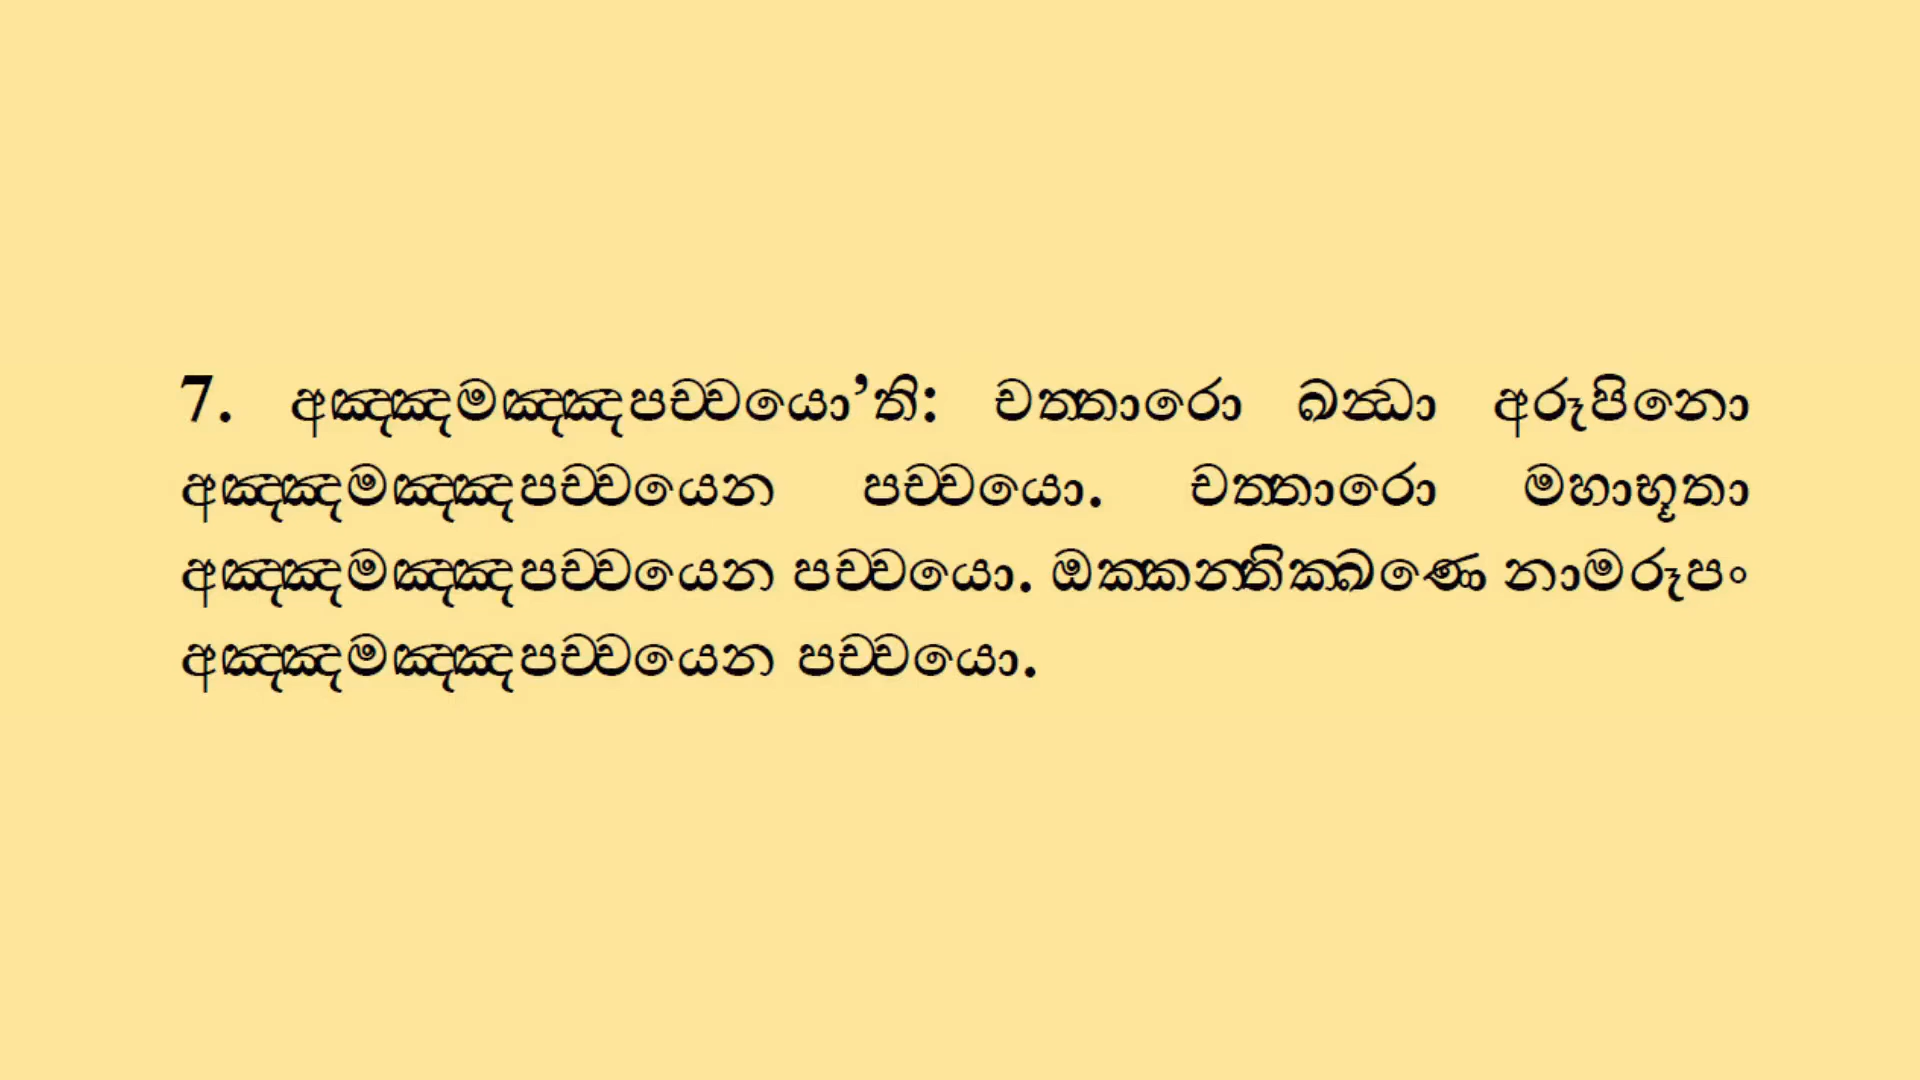 7. අඤ්ඤමඤ්ඤපච්චයො’ති: චත්තාරො ඛන්ධා අරූපිනො
අඤ්ඤමඤ්ඤපච්චයෙන පච්චයො. චත්තාරො මහාභූතා
අඤ්ඤමඤ්ඤපච්චයෙන පච්චයො. ඔක්කන්තික්ඛණෙ නාමරූපං
අඤ්ඤමඤ්ඤපච්චයෙන පච්චයො.